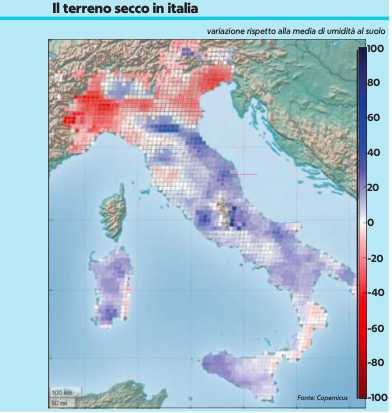 Il terreno secco in italia
variazione rispetto alla media di umidità al suolo
100
80
60
40
20
0
-20
-40
-60
-80
-100
100 km
50 mi
Fonte: Copernicus